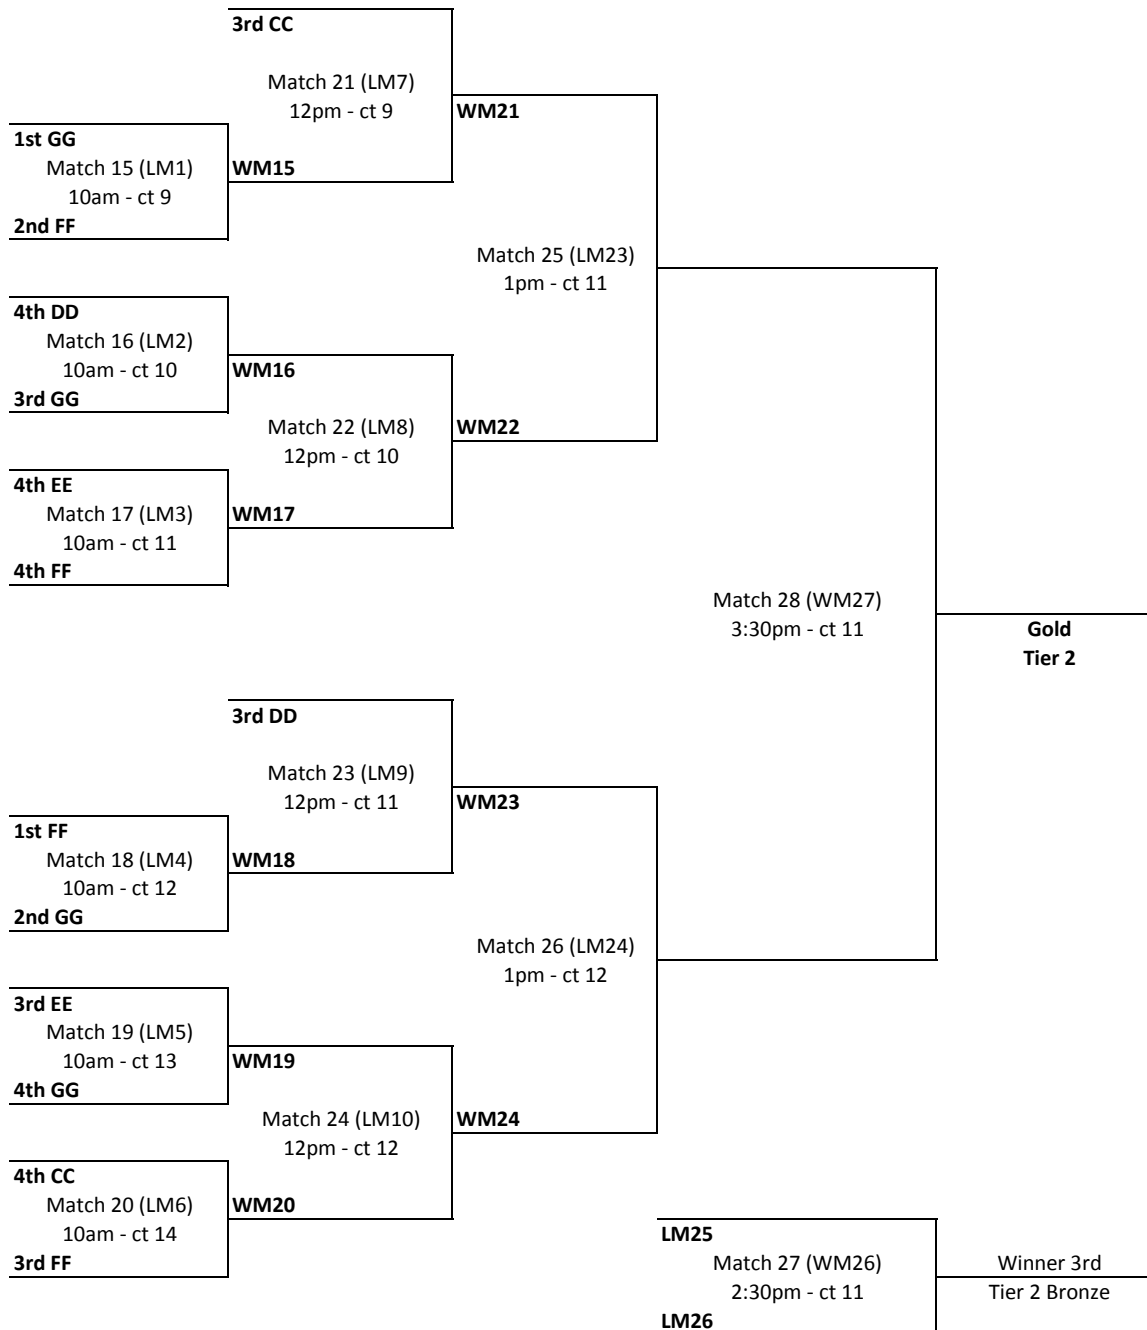 3rd CC
Match 21 (LM7)
12pm - ct 9
WM21
1st GG
Match 15 (LM1)
10am - ct 9
2nd FF
WM15
Match 25 (LM23)
1pm - ct 11
4th DD
Match 16 (LM2)
10am - ct 10
3rd GG
WM16
Match 22 (LM8)
12pm - ct 10
WM22
4th EE
Match 17 (LM3)
10am - ct 11
4th FF
WM17
Match 28 (WM27)
3:30pm - ct 11
Gold
Tier 2
3rd DD
Match 23 (LM9)
12pm - ct 11
WM23
1st FF
Match 18 (LM4)
10am - ct 12
2nd GG
WM18
Match 26 (LM24)
1pm - ct 12
3rd EE
Match 19 (LM5)
10am - ct 13
4th GG
WM19
Match 24 (LM10)
12pm - ct 12
WM24
4th CC
Match 20 (LM6)
10am - ct 14
3rd FF
WM20
LM25
Match 27 (WM26)
2:30pm - ct 11
LM26
Winner 3rd
Tier 2 Bronze